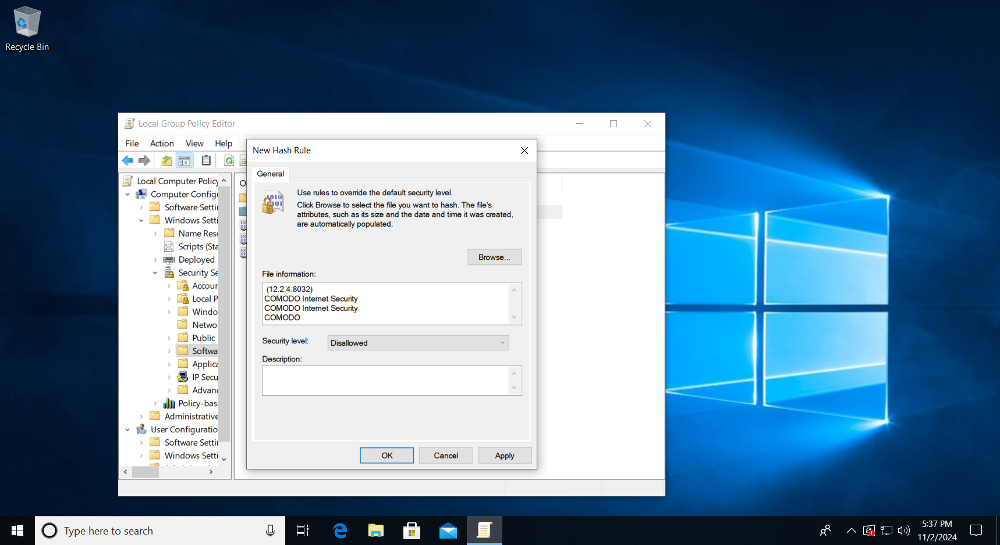 Recycle Bin
Local Group Policy Editor
File Action View Help
New Hash Rule
General
Use rules to override the default security level.
Click Browse to select the file you want to hash. The file's
attributes, such as its size and the date and time it was created,
are automatically populated.
Browse...
File information:
(12.2.4.8032)
COMODO Internet Security
COMODO Internet Security
COMODO
Security level:
Disallowed
Description:
OK
Cancel
Apply
Local Computer Policy
Computer Configu
Software Settin
Windows Setti
Name Reso
Scripts (Sta
Deployed
Security Se
Accour
Local P
Windo
Netwo
Public
Softwa
Applica
IP Secu
Advan
Policy-bas
Administrative
User Configuratio
Software Settin
Windows Setti
Type here to search
5:37 PM
11/2/2024